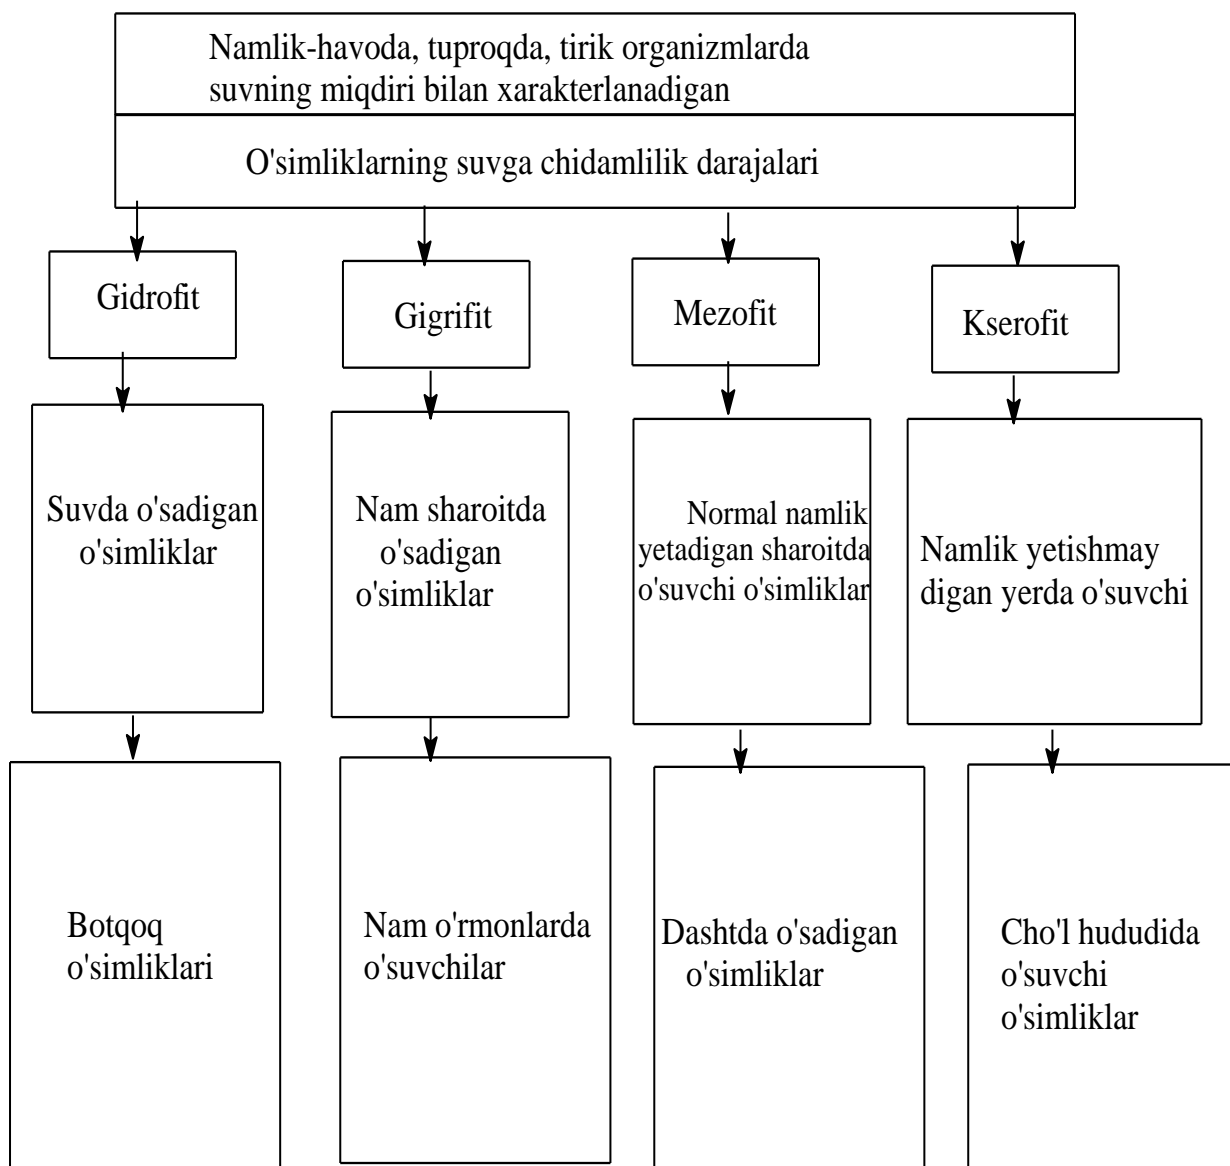 Namlik-havoda, tuproqda, tirik organizmlarda
suvning miqdiri bilan xarakterlanadigan
O'simliklarning suvga chidamlilik darajalari
Gidrofit
Gigrifit
Mezofit
Kserofit
Suvda o'sadigan
o'simliklar
Nam sharoitda
o'sadigan
o'simliklar
Normal namlik
yetadigan sharoitda
o'suvchi o'simliklar
Namlik yetishmay
digan yerda o'suvchi
Botqoq
o'simliklari
Nam o'rmonlarda
o'suvchilar
Dashtda o'sadigan
o'simliklar
Cho'l hududida
o'suvchi
o'simliklar